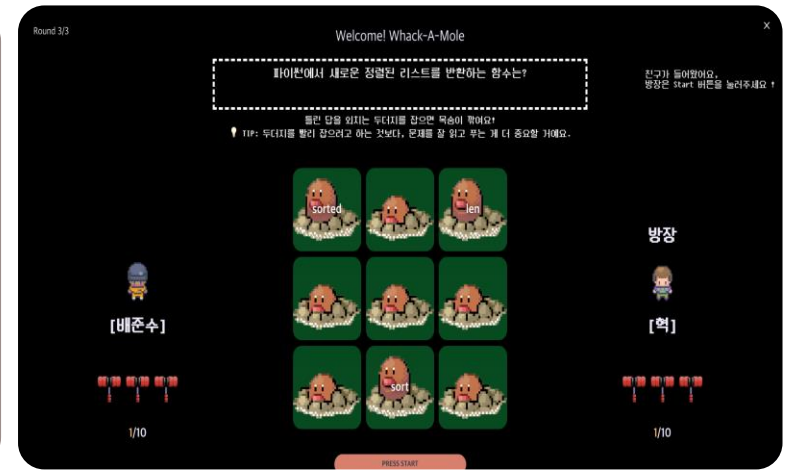 Round 3/3
Welcome! Whack-A-Mole
X
파이썬에서 새로운 정렬된 리스트를 반환하는 함수는?
친구가 들어왔어요.
방장은 Start 버튼을 눌러주세요 !
틀린 답을 외치는 두더지를 잡으면 목숨이 깎여요!
TIP: 두더지를 빨리 잡으려고 하는 것보다, 문제를 잘 읽고 푸는 게 더 중요할 거예요.
sorted
len
방장
[배준수]
[혁]
sort
1/10
1/10
PRESS START